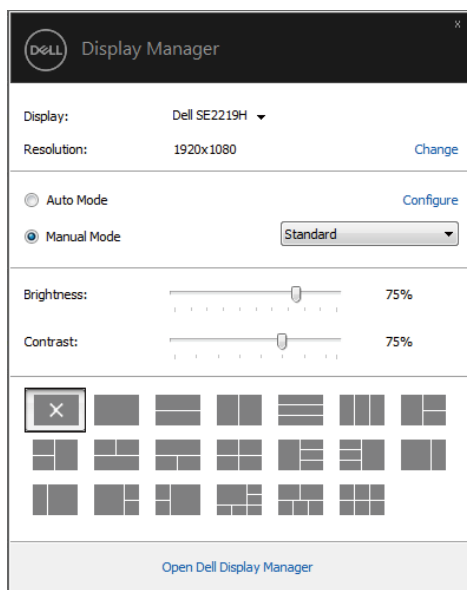 x
DELL Display Manager
Display: Dell SE2219H
Resolution: 1920x1080 Change
Auto Mode Configure
Manual Mode Standard
Brightness: 75%
Contrast: 75%
Open Dell Display Manager